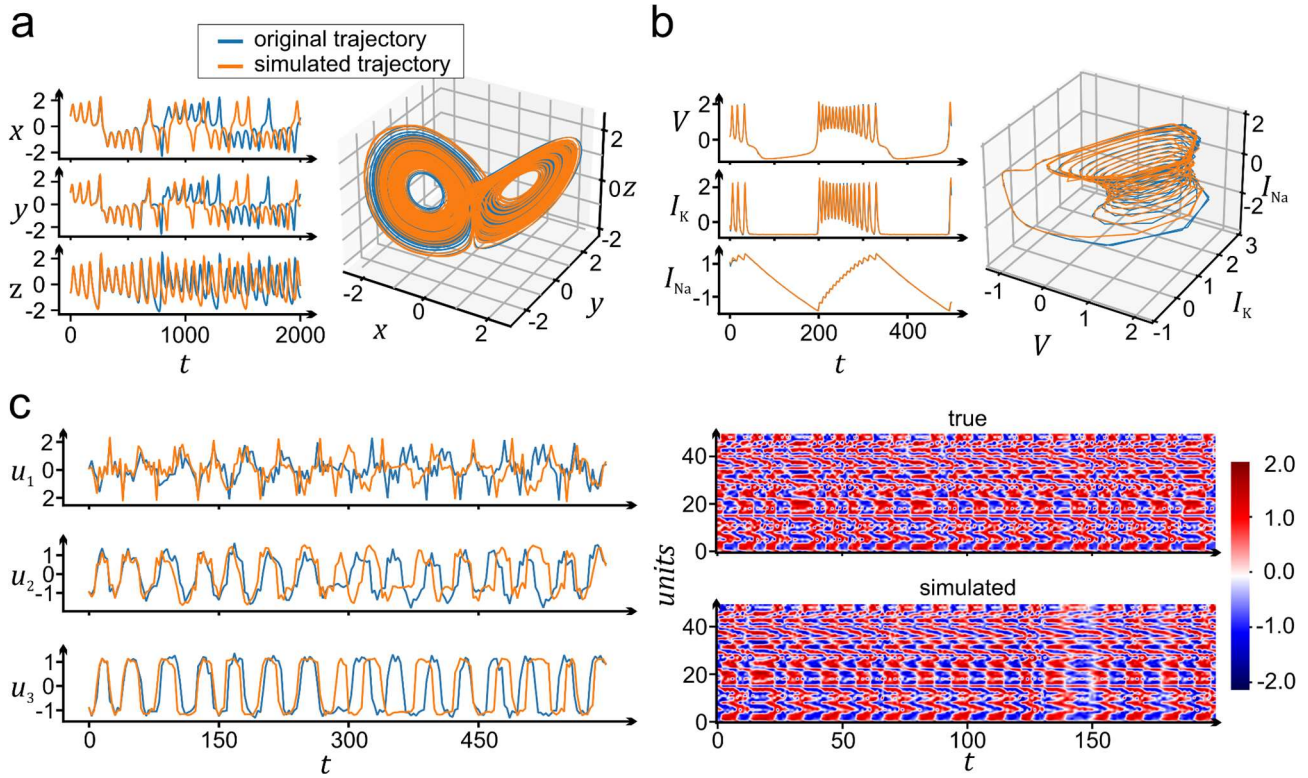 a
original trajectory
simulated trajectory
x
2
0
-2
y
2
0
-2
z
2
0
-2
0
1000
2000
t
-2
0
2
x
-2
0
2
y
2
0
-2
z
b
V
2
0
I_K
2
0
I_Na
1
-1
0
200
400
t
-1
0
1
2
V
-1
0
1
2
3
I_K
2
0
-2
I_Na
c
u_1
2
0
2
u_2
1
0
-1
u_3
1
0
-1
0
150
300
450
t
true
40
20
0
units
simulated
40
20
0
0
50
100
150
t
2.0
1.0
0.0
-1.0
-2.0